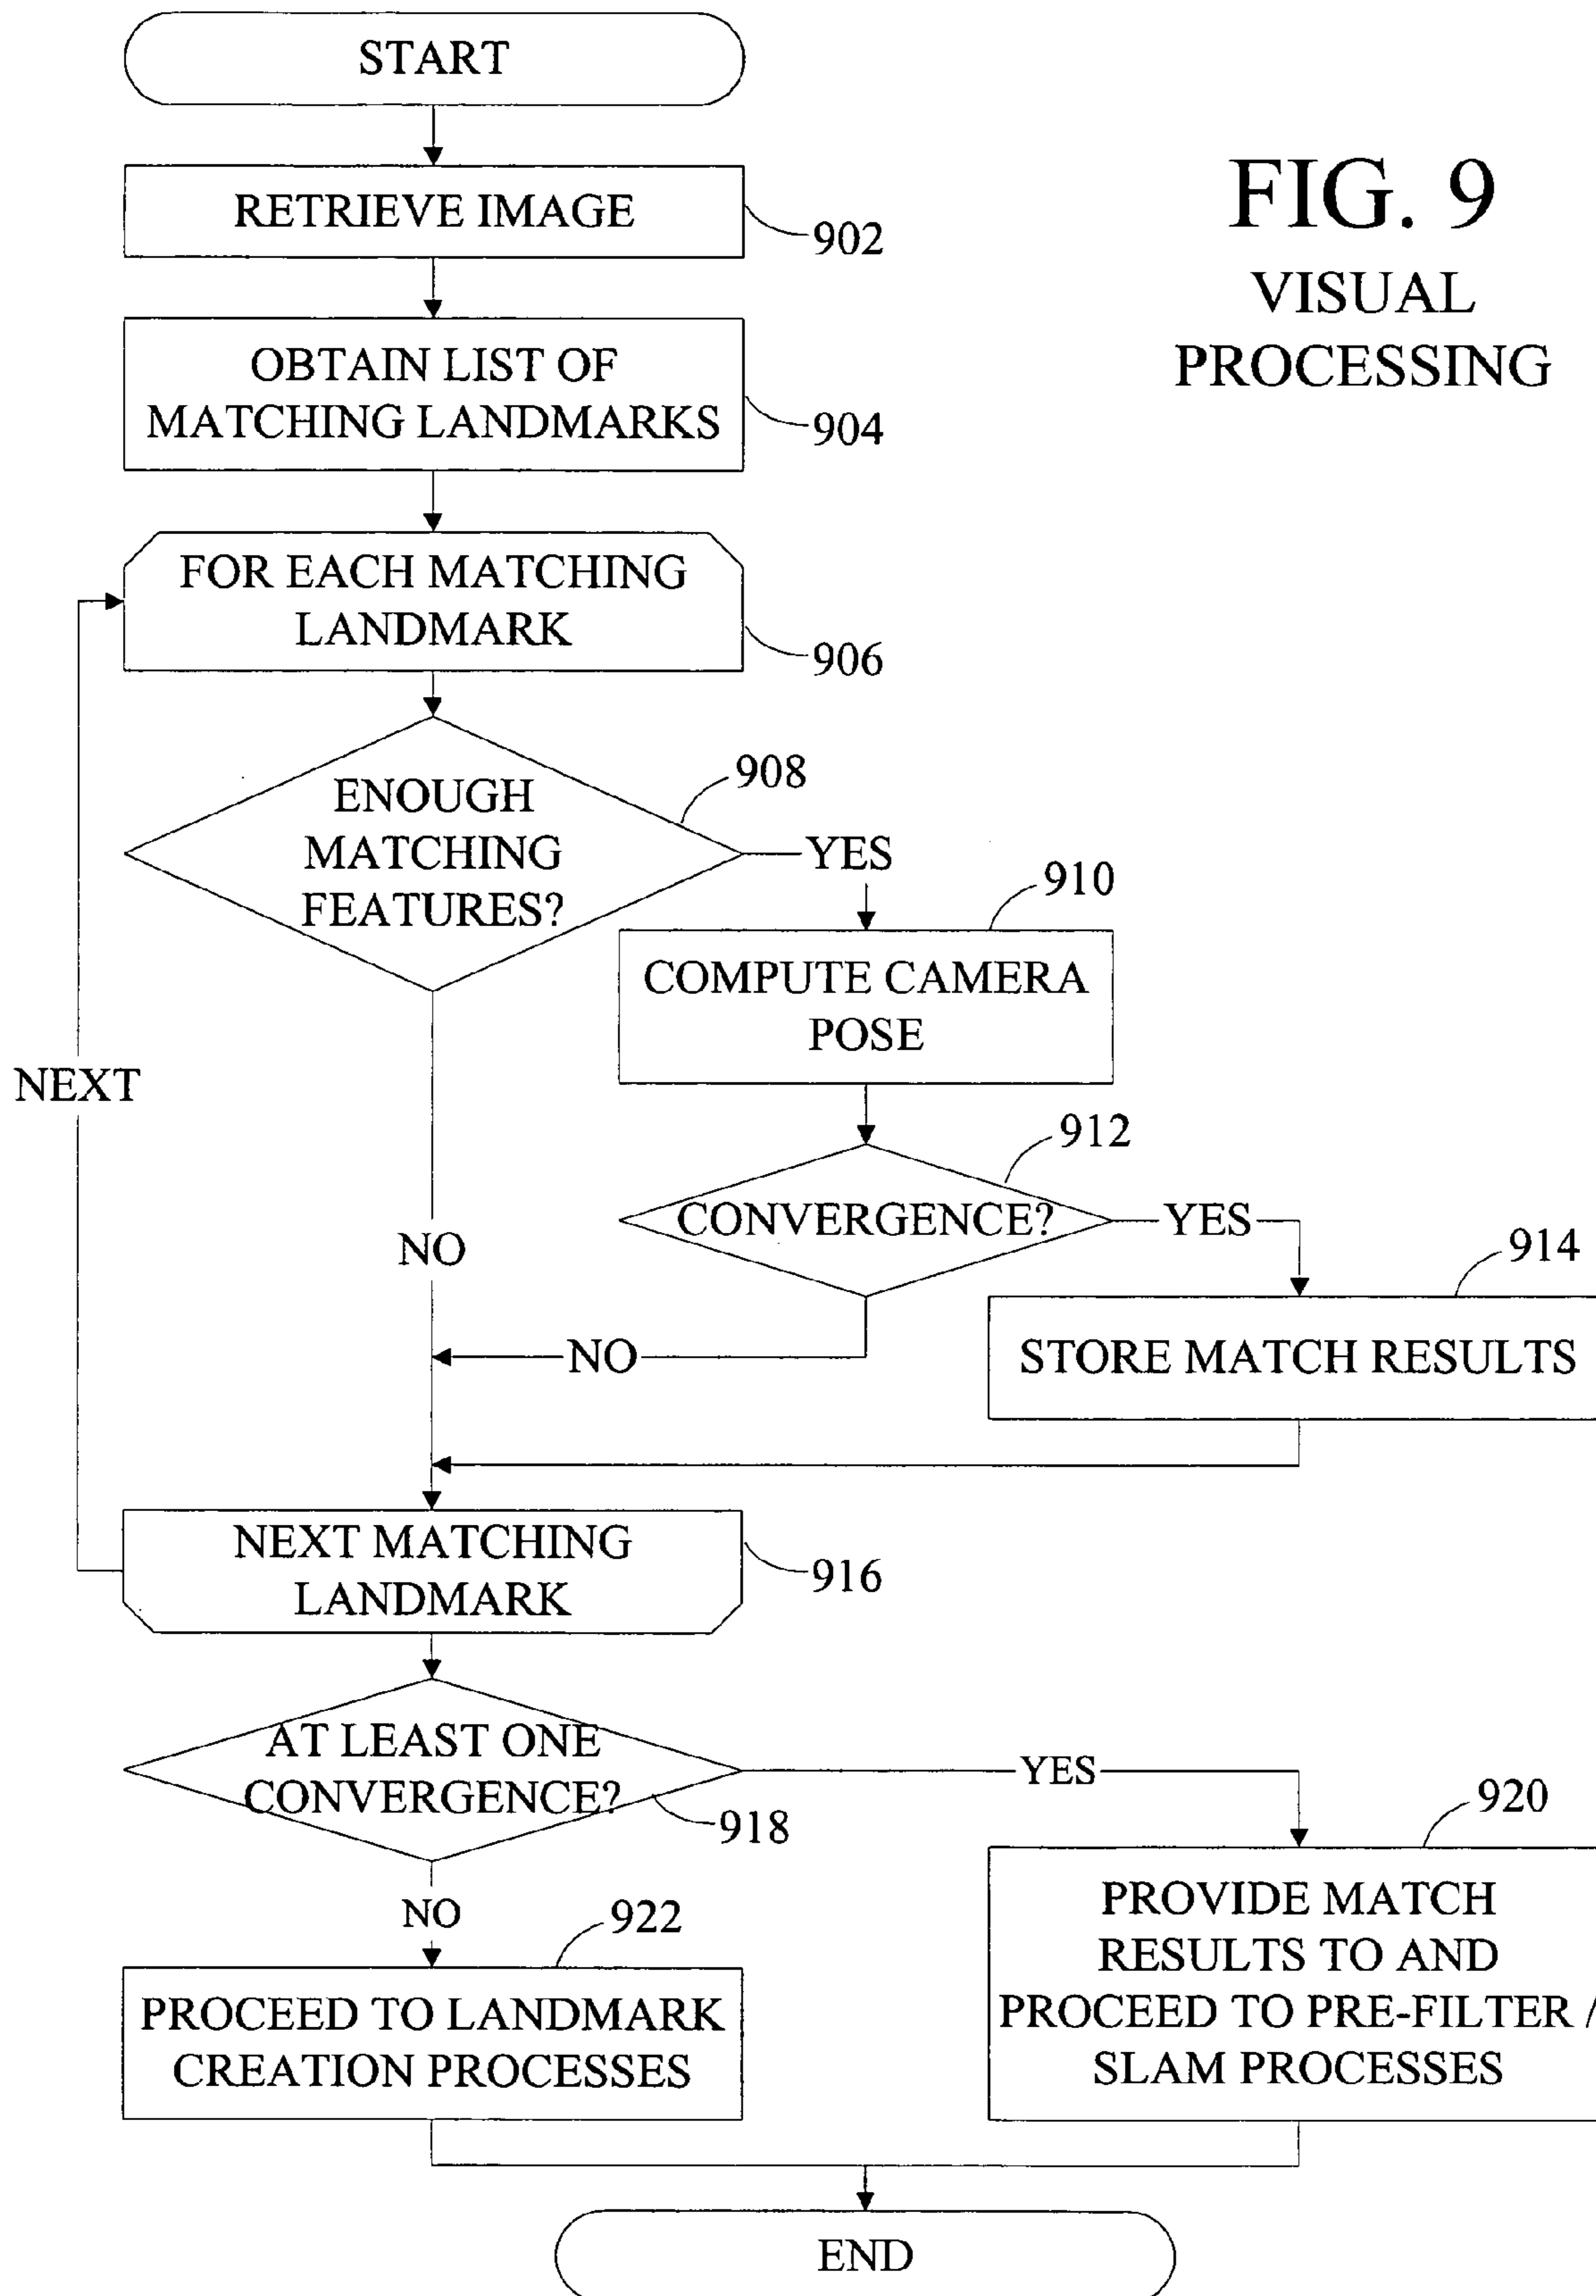 START
FIG. 9
VISUAL
PROCESSING
RETRIEVE IMAGE
902
OBTAIN LIST OF
MATCHING LANDMARKS
904
FOR EACH MATCHING
LANDMARK
906
ENOUGH
MATCHING
FEATURES?
908
YES
910
COMPUTE CAMERA
POSE
NEXT
912
CONVERGENCE?
YES
NO
914
STORE MATCH RESULTS
NO
NEXT MATCHING
LANDMARK
916
AT LEAST ONE
CONVERGENCE?
918
YES
920
PROVIDE MATCH
RESULTS TO AND
PROCEED TO PRE-FILTER /
SLAM PROCESSES
NO
922
PROCEED TO LANDMARK
CREATION PROCESSES
END